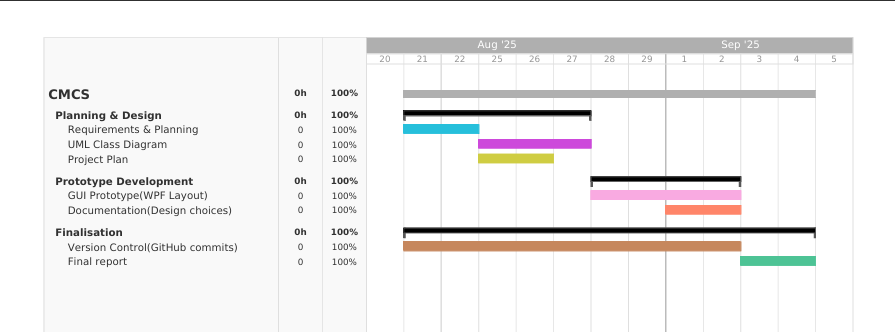 Aug '25 Sep '25
20 21 22 25 26 27 28 29 1 2 3 4 5
CMCS 0h 100%
Planning & Design 0h 100%
Requirements & Planning 0 100%
UML Class Diagram 0 100%
Project Plan 0 100%
Prototype Development 0h 100%
GUI Prototype(WPF Layout) 0 100%
Documentation(Design choices) 0 100%
Finalisation 0h 100%
Version Control(GitHub commits) 0 100%
Final report 0 100%